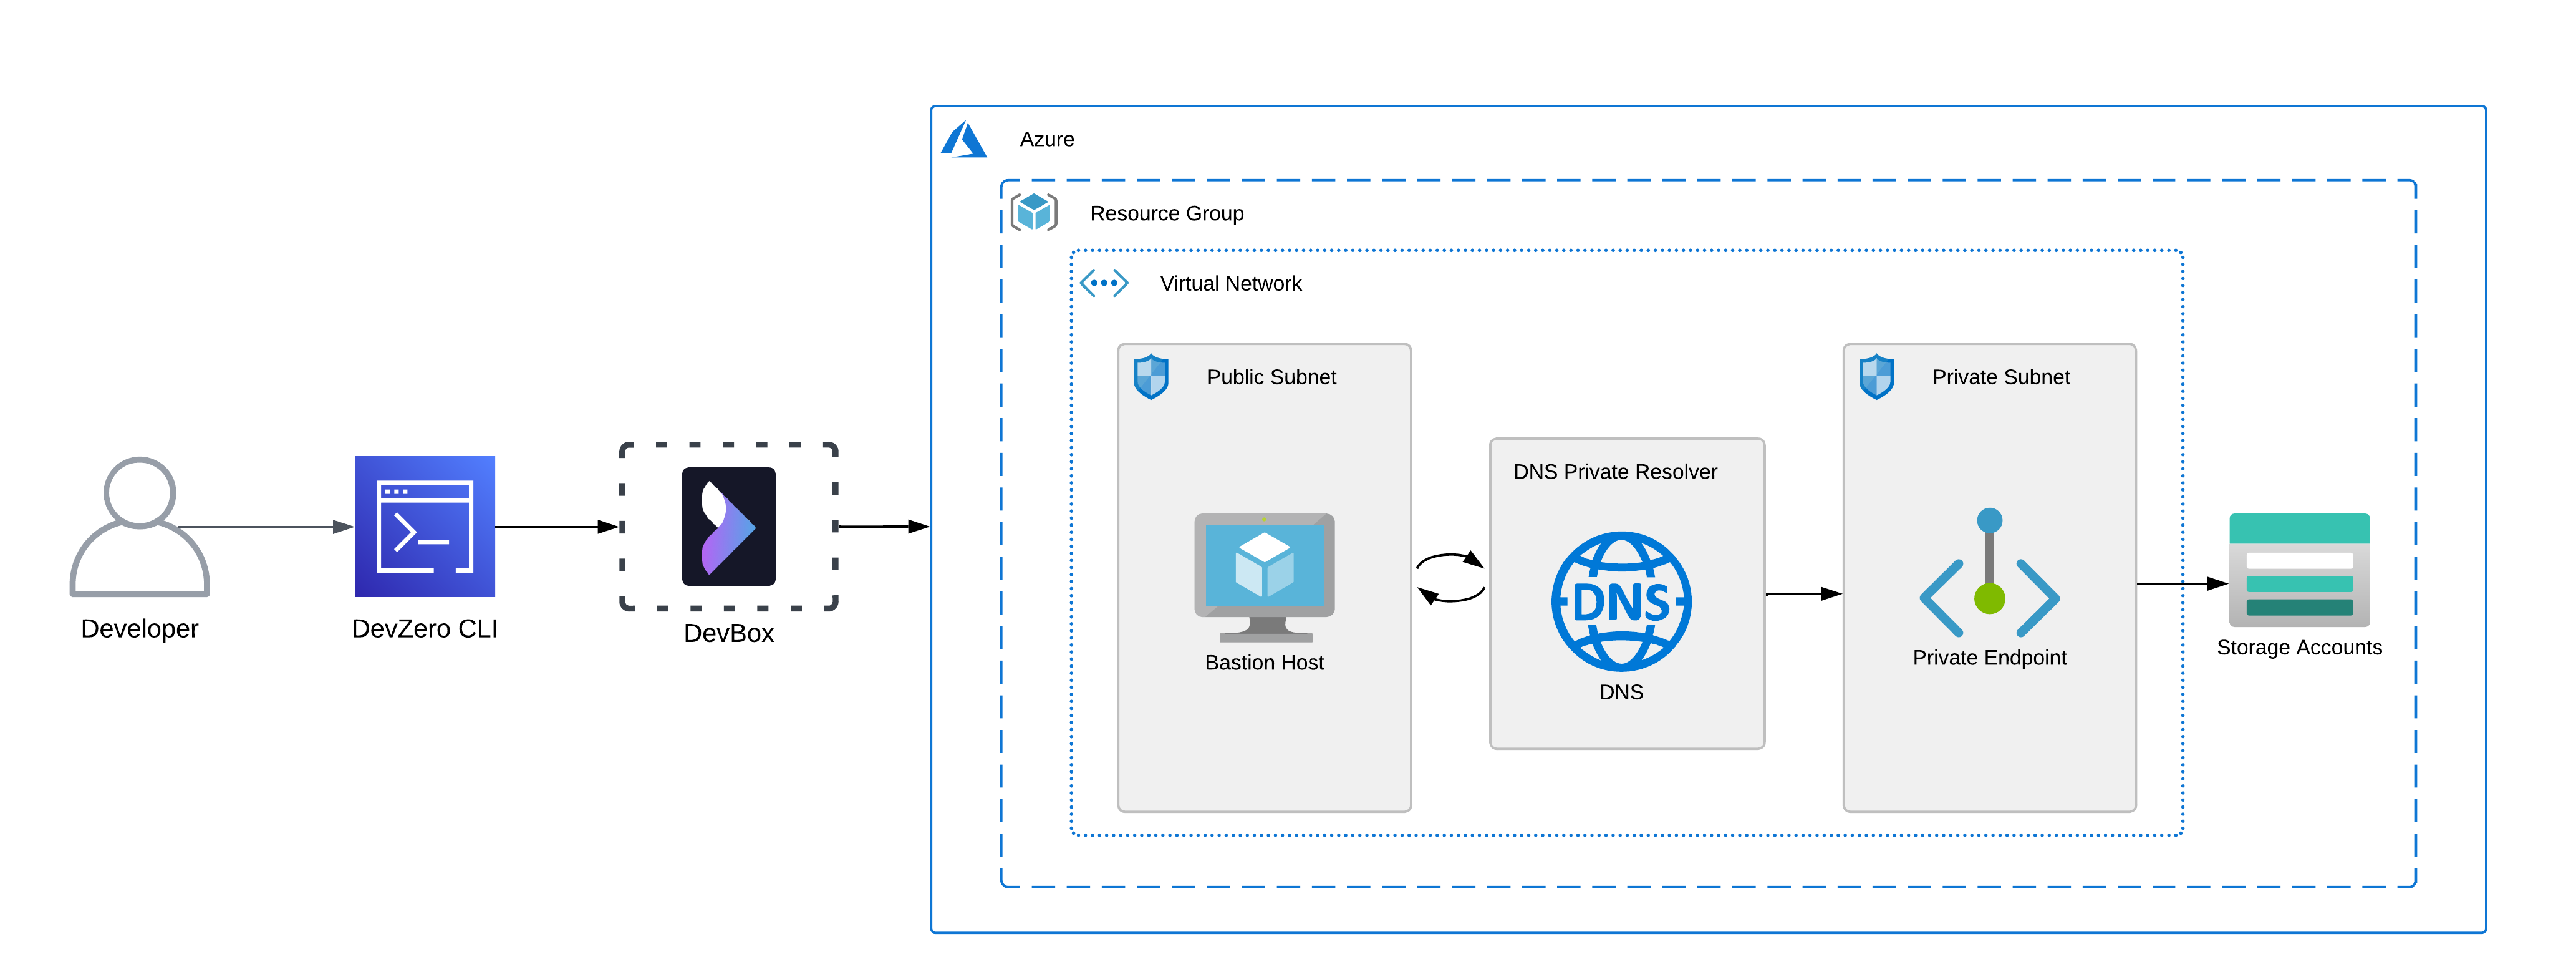 Azure
Resource Group
Virtual Network
Public Subnet
Private Subnet
DNS Private Resolver
DNS
Developer
DevZero CLI
DevBox
Bastion Host
DNS
Private Endpoint
Storage Accounts